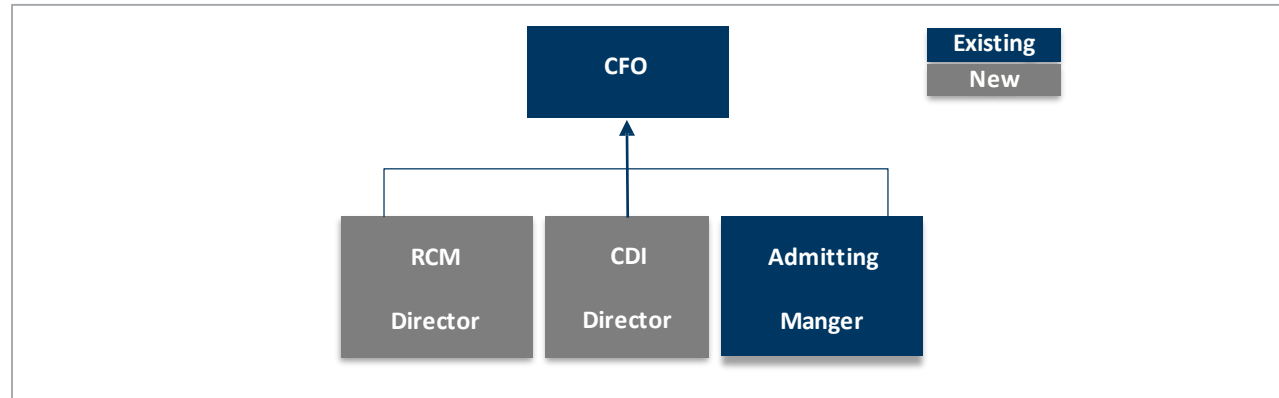 CFO
Existing
New
RCM
Director
CDI
Director
Admitting
Manger